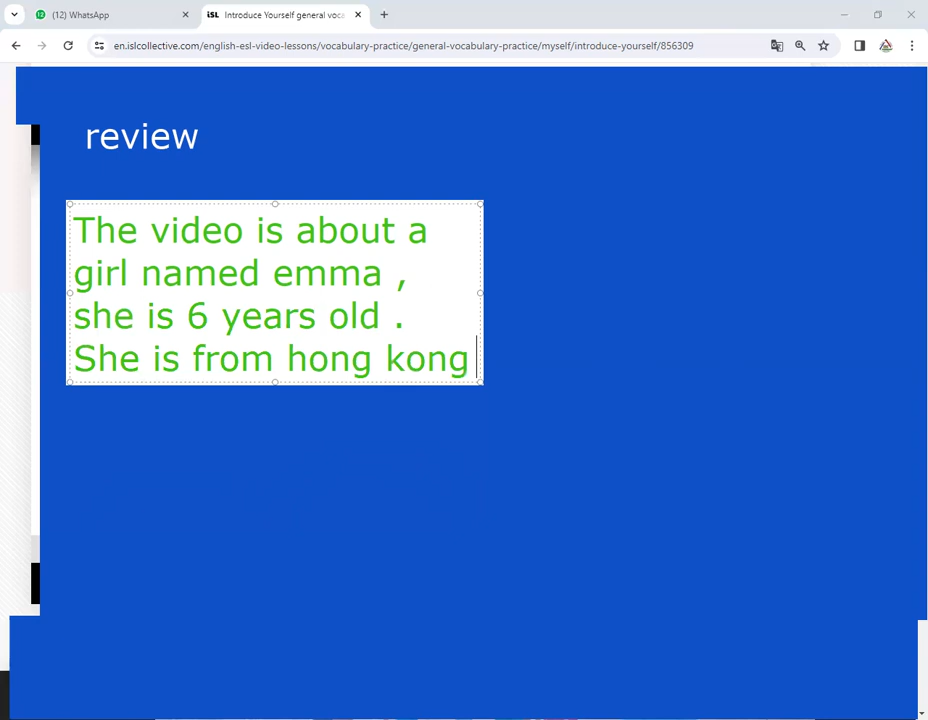 (12) WhatsApp
iSL Introduce Yourself general voca
en.islcollective.com/english-esl-video-lessons/vocabulary-practice/general-vocabulary-practice/myself/introduce-yourself/856309
review
The video is about a
girl named emma ,
she is 6 years old .
She is from hong kong